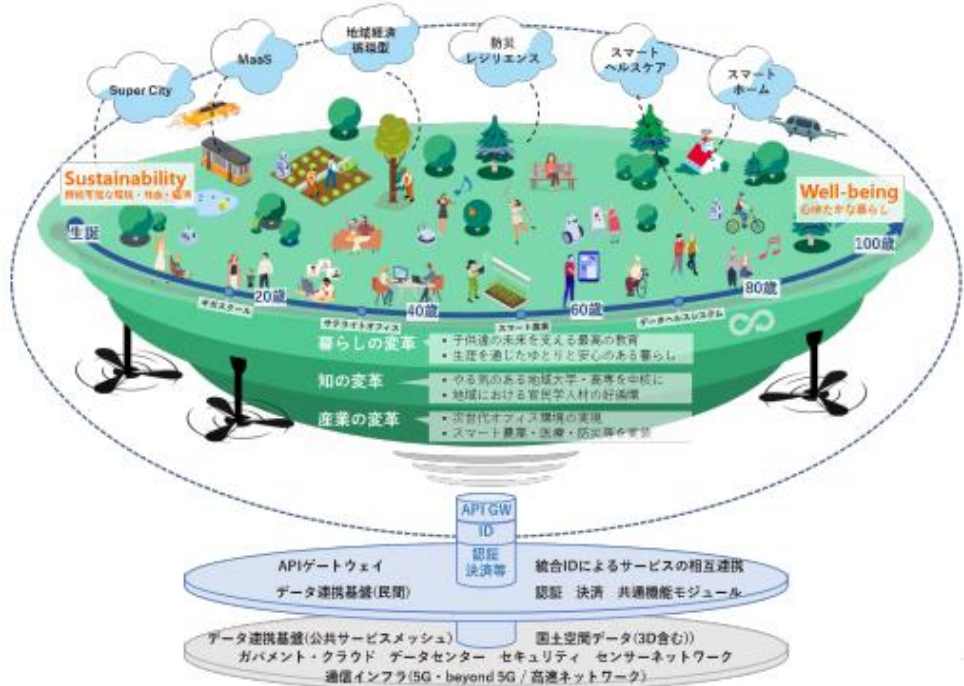 Super City
MaaS
地域経済
循環型
防災
レジリエンス
スマート
ヘルスケア
スマート
ホーム
Sustainability
持続可能な環境・社会・経済
Well-being
心ゆたかな暮らし
生誕
20歳
40歳
60歳
80歳
100歳
ギガスクール
サテライトオフィス
スマート農業
データヘルスシステム
暮らしの変革
• 子供達の未来を支える最高の教育
• 生涯を通じたゆとりと安心のある暮らし
知の変革
• やる気のある地域大学・高専を中核に
• 地域における官民学人材の好循環
産業の変革
• 次世代オフィス環境の実現
• スマート農業・医療・防災等を実装
API GW
ID
認証
決済等
APIゲートウェイ
統合IDによるサービスの相互連携
データ連携基盤(民間)
認証 決済 共通機能モジュール
データ連携基盤(公共サービスメッシュ)
国土空間データ(3D含む))
ガバメント・クラウド データセンター セキュリティ センサーネットワーク
通信インフラ(5G・beyond 5G / 高速ネットワーク)